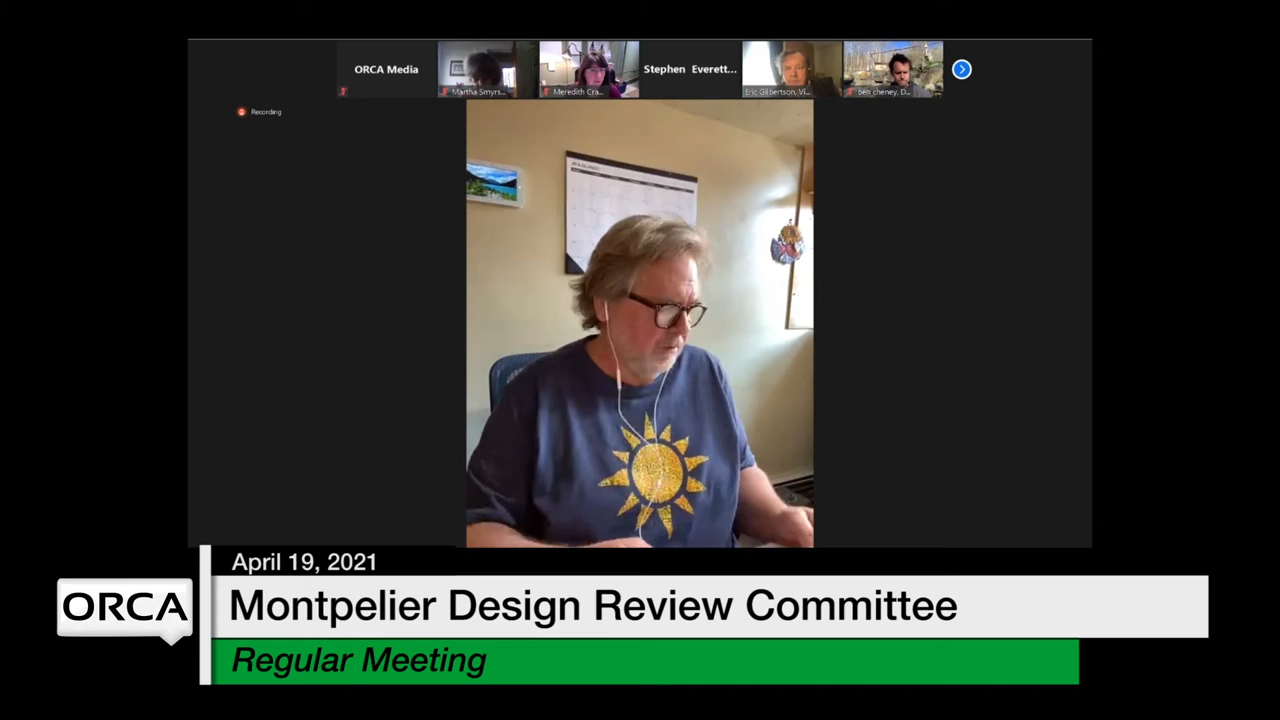 ORCA Media
Martha Smyrs...
Meredith Cra...
Stephen Everett...
Eric Gilbertson, Vi...
ben cheney, D...
Recording
April 19, 2021
ORCA
Montpelier Design Review Committee
Regular Meeting